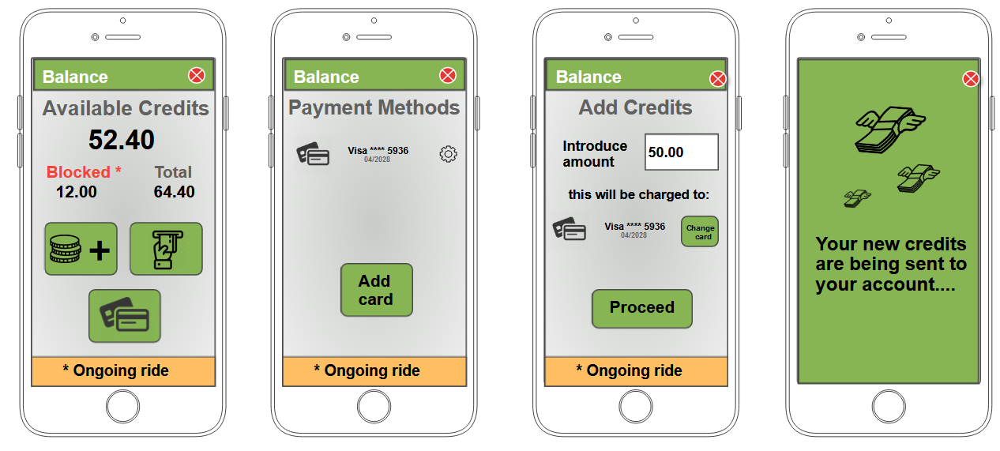 Balance
Available Credits
52.40
Blocked * Total
12.00 64.40
+
* Ongoing ride
Balance
Payment Methods
Visa **** 5936
04/2028
Add
card
* Ongoing ride
Balance
Add Credits
Introduce
amount
50.00
this will be charged to:
Visa **** 5936
04/2028
Change
card
Proceed
* Ongoing ride
Your new credits
are being sent to
your account....